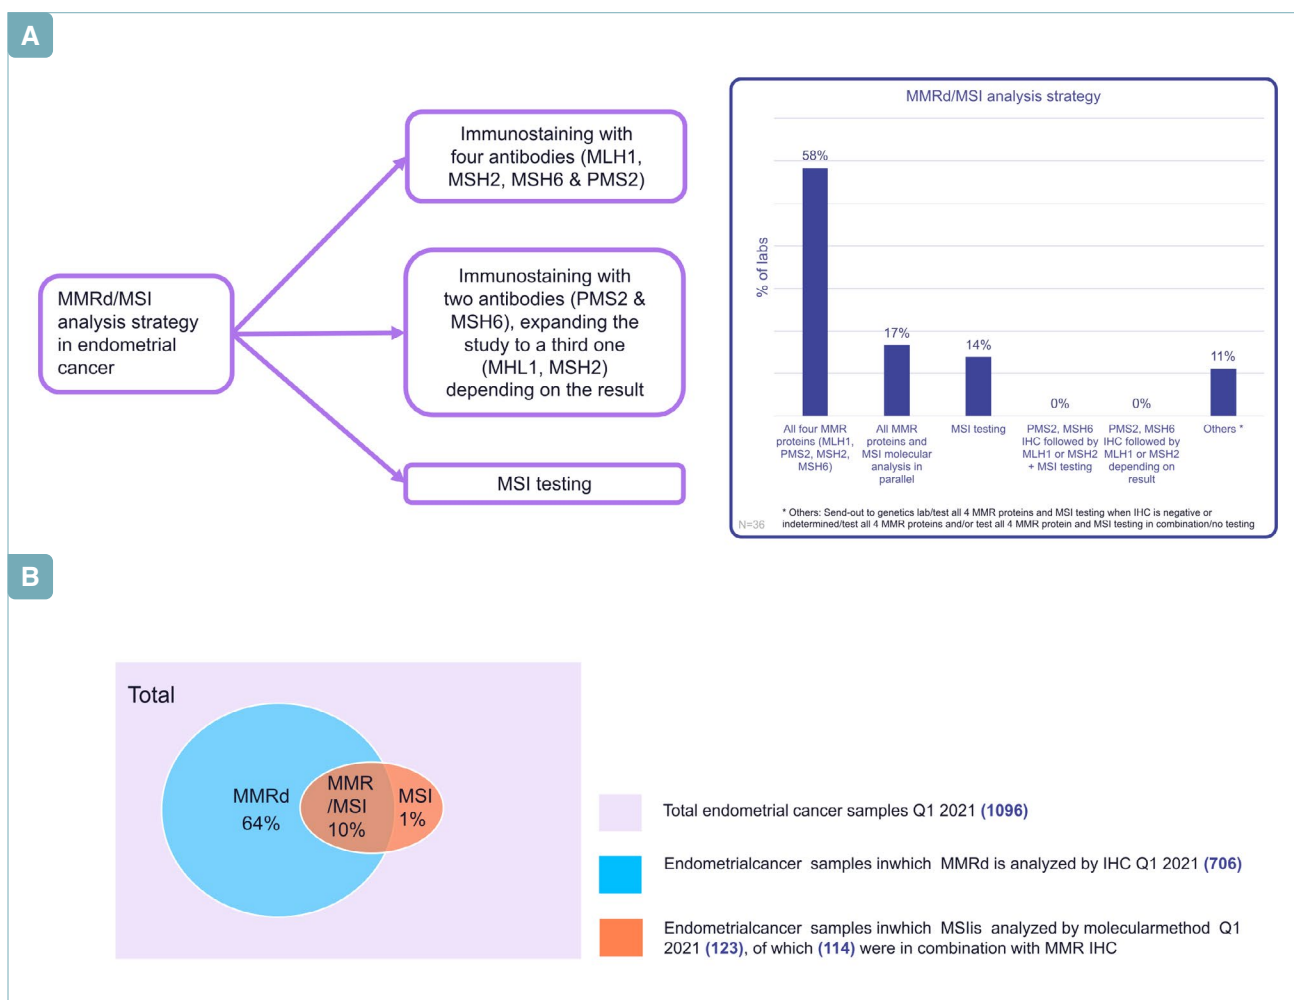 A
MMRd/MSI
analysis strategy
in endometrial
cancer
Immunostaining with
four antibodies (MLH1,
MSH2, MSH6 & PMS2)
Immunostaining with
two antibodies (PMS2 &
MSH6), expanding the
study to a third one
(MHL1, MSH2)
depending on the result
MSI testing
MMRd/MSI analysis strategy
% of labs
58%
17%
14%
0%
0%
11%
All four MMR
proteins (MLH1,
PMS2, MSH2,
MSH6)
All MMR
proteins and
MSI molecular
analysis in
parallel
MSI testing
PMS2, MSH6
IHC followed by
MLH1 or MSH2
+ MSI testing
PMS2, MSH6
IHC followed by
MLH1 or MSH2
depending on
result
Others *
N=36
* Others: Send-out to genetics lab/test all 4 MMR proteins and MSI testing when IHC is negative or
indetermined/test all 4 MMR proteins and/or test all 4 MMR protein and MSI testing in combination/no testing
B
Total
MMRd
64%
MMR
/MSI
10%
MSI
1%
Total endometrial cancer samples Q1 2021 (1096)
Endometrialcancer samples inwhich MMRd is analyzed by IHC Q1 2021 (706)
Endometrialcancer samples inwhich MSIis analyzed by molecularmethod Q1
2021 (123), of which (114) were in combination with MMR IHC